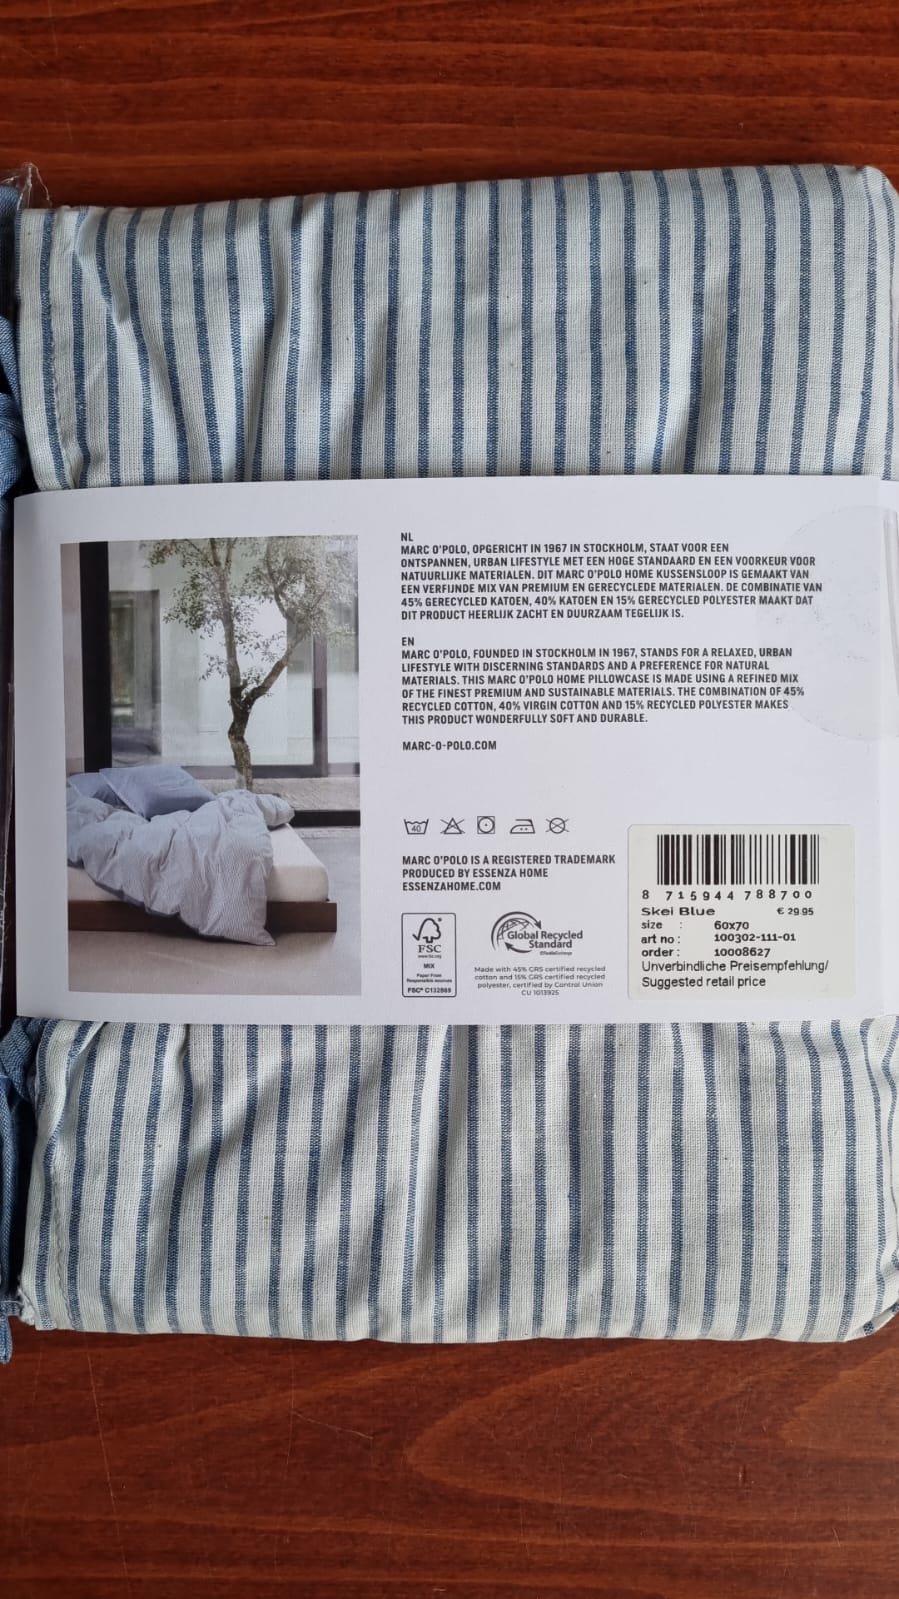 NL
MARC O'POLO, OPGERICHT IN 1967 IN STOCKHOLM, STAAT VOOR EEN
ONTSPANNEN, URBAN LIFESTYLE MET EEN HOGE STANDAARD EN EEN VOORKEUR VOOR
NATUURLIJKE MATERIALEN. DIT MARC O'POLO HOME KUSSENSLOOP IS GEMAAKT VAN
EEN VERFIJNDE MIX VAN PREMIUM EN GERECYCLEDE MATERIALEN. DE COMBINATIE VAN
45% GERECYCLED KATOEN, 40% KATOEN EN 15% GERECYCLED POLYESTER MAAKT DAT
DIT PRODUCT HEERLIJK ZACHT EN DUURZAAM TEGELIJK IS.
EN
MARC O'POLO, FOUNDED IN STOCKHOLM IN 1967, STANDS FOR A RELAXED, URBAN
LIFESTYLE WITH DISCERNING STANDARDS AND A PREFERENCE FOR NATURAL
MATERIALS. THIS MARC O'POLO HOME PILLOWCASE IS MADE USING A REFINED MIX
OF THE FINEST PREMIUM AND SUSTAINABLE MATERIALS. THE COMBINATION OF 45%
RECYCLED COTTON, 40% VIRGIN COTTON AND 15% RECYCLED POLYESTER MAKES
THIS PRODUCT WONDERFULLY SOFT AND DURABLE.
MARC-O-POLO.COM
40
MARC O'POLO IS A REGISTERED TRADEMARK
PRODUCED BY ESSENZA HOME
ESSENZAHOME.COM
FSC
www.fsc.org
MIX
Paper From
Responsible sources
FSC® C132869
Global Recycled
Standard
©TextileExchange
Made with 45% GRS certified recycled
cotton and 15% GRS certified recycled
polyester, certified by Control Union
CU 1013925
8 715944 788700
Skei Blue € 29.95
size : 60x70
art no : 100302-111-01
order : 10008627
Unverbindliche Preisempfehlung/
Suggested retail price